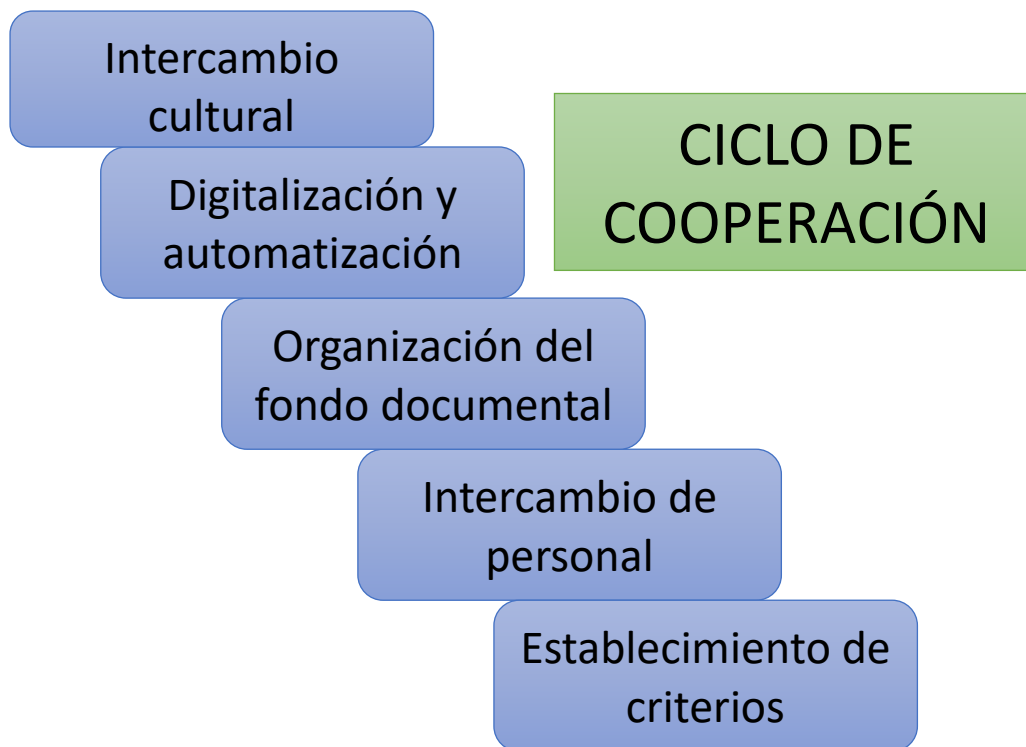 Intercambio
cultural
CICLO DE
COOPERACIÓN
Digitalización y
automatización
Organización del
fondo documental
Intercambio de
personal
Establecimiento de
criterios